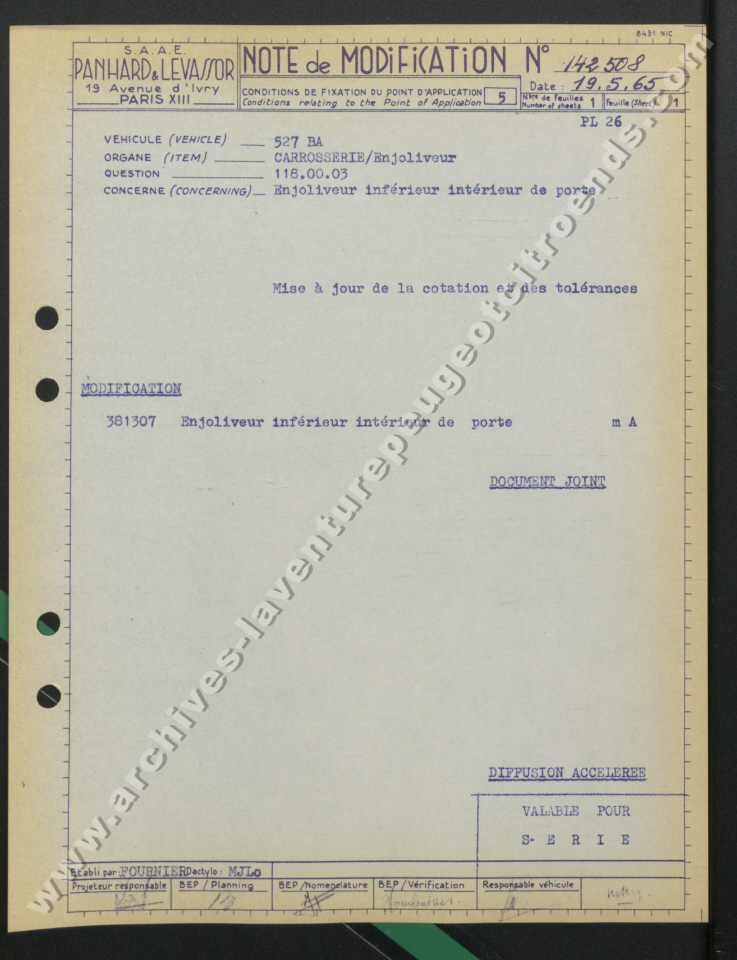 8431 NIC
S.A.A.E.
PANHARD & LEVASSOR
19 Avenue d'Ivry
PARIS XIII
NOTE de MODiFiCATiON N° 142508
CONDITIONS DE FIXATION DU POINT D'APPLICATION
Conditions relating to the Point of Application
5
Date : 19.5.65
Nbre de feuilles
Number of sheets 1
Feuille (Sheet) 1
PL 26
VEHICULE (VEHICLE) 527 BA
ORGANE (ITEM) CARROSSERIE/Enjoliveur
QUESTION 118.00.03
CONCERNE (CONCERNING) Enjoliveur inférieur intérieur de porte
Mise à jour de la cotation et des tolérances
MODIFICATION
381307 Enjoliveur inférieur intérieur de porte m A
DOCUMENT JOINT
DIFFUSION ACCELEREE
VALABLE POUR
S- E R I E
Etabli par FOURNIER Dactylo : MJLo
Projeteur responsable
BEP / Planning
BEP / Nomenclature
BEP / Vérification
Responsable véhicule
www.archives-laventurepeugeotcitroends.com